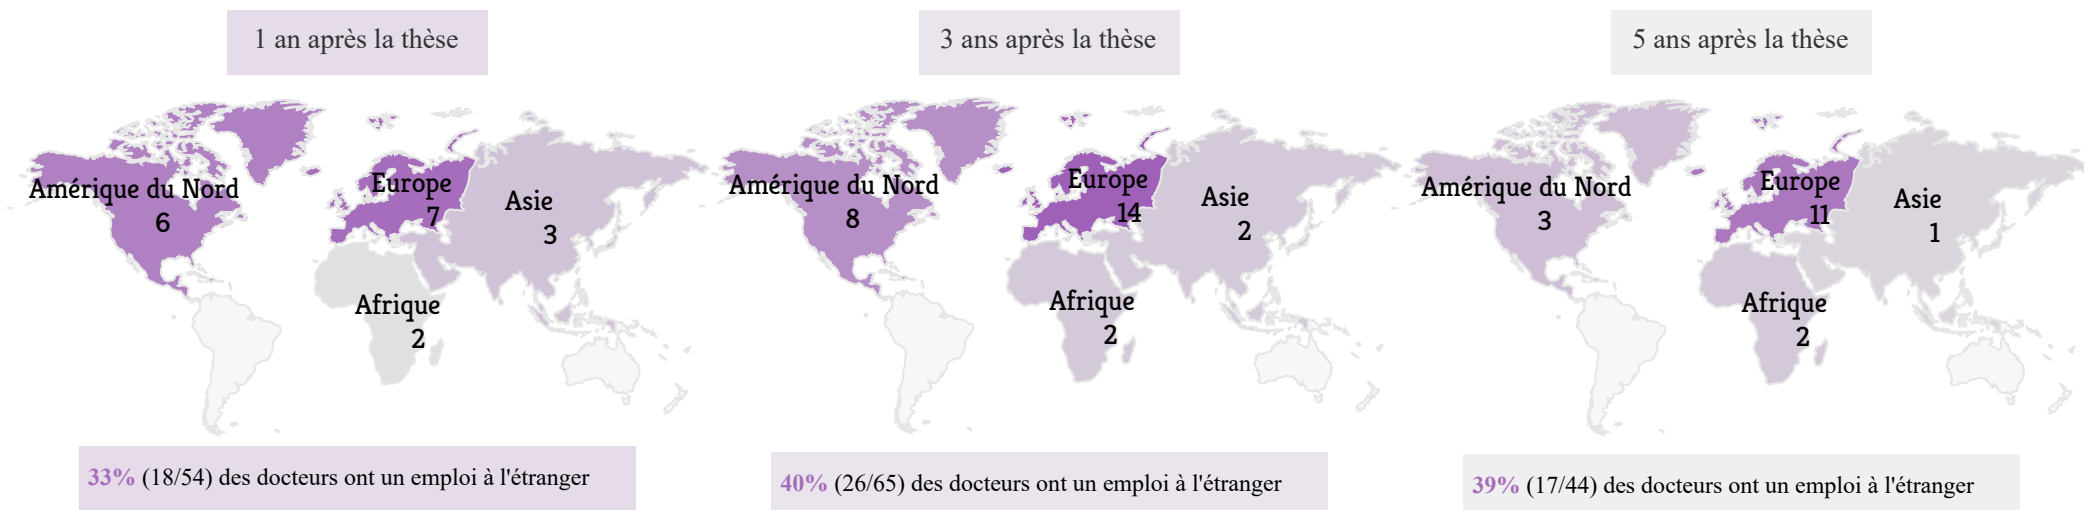 1 an après la thèse
Amérique du Nord
6
Europe
7
Asie
3
Afrique
2
33% (18/54) des docteurs ont un emploi à l'étranger
3 ans après la thèse
Amérique du Nord
8
Europe
14
Asie
2
Afrique
2
40% (26/65) des docteurs ont un emploi à l'étranger
5 ans après la thèse
Amérique du Nord
3
Europe
11
Asie
1
Afrique
2
39% (17/44) des docteurs ont un emploi à l'étranger